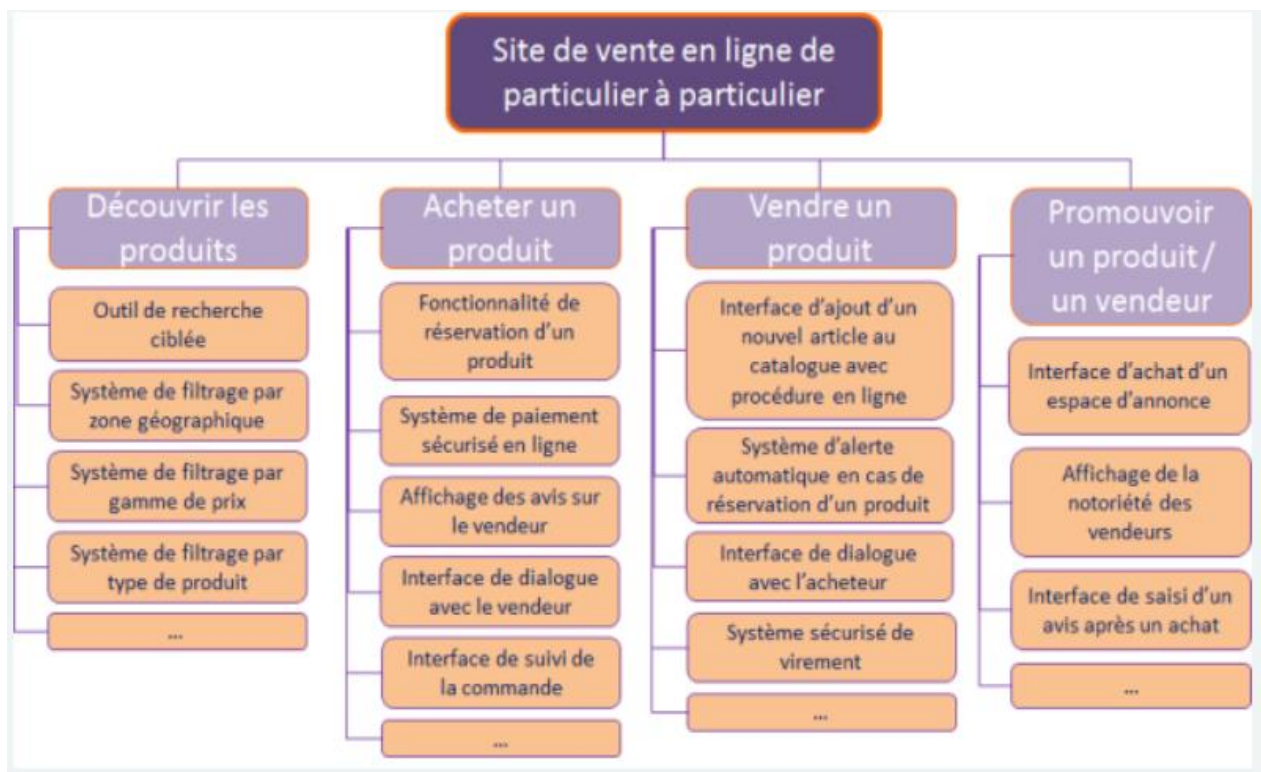 Site de vente en ligne de
particulier à particulier
Découvrir les
produits
Outil de recherche
ciblée
Système de filtrage par
zone géographique
Système de filtrage par
gamme de prix
Système de filtrage par
type de produit
...
Acheter un
produit
Fonctionnalité de
réservation d'un
produit
Système de paiement
sécurisé en ligne
Affichage des avis sur
le vendeur
Interface de dialogue
avec le vendeur
Interface de suivi de
la commande
...
Vendre un
produit
Interface d'ajout d'un
nouvel article au
catalogue avec
procédure en ligne
Système d'alerte
automatique en cas de
réservation d'un produit
Interface de dialogue
avec l'acheteur
Système sécurisé de
virement
...
Promouvoir
un produit /
un vendeur
Interface d'achat d'un
espace d'annonce
Affichage de la
notoriété des
vendeurs
Interface de saisi d'un
avis après un achat
...